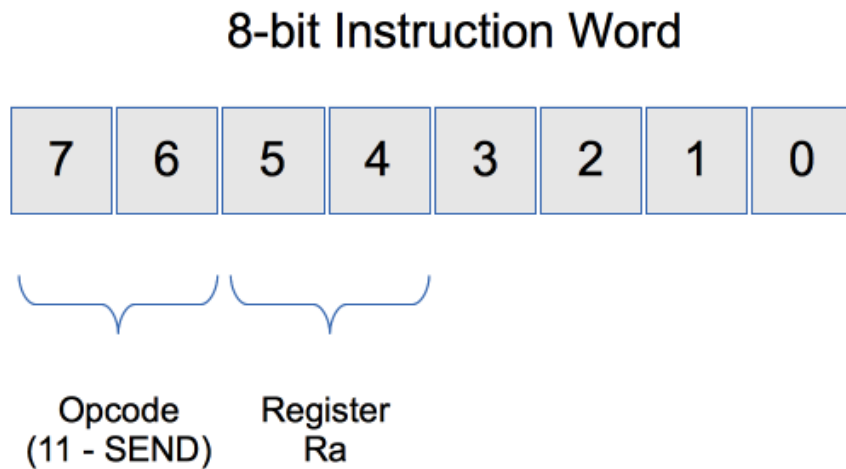 8-bit Instruction Word
7 6 5 4 3 2 1 0
Opcode Register
(11 - SEND) Ra